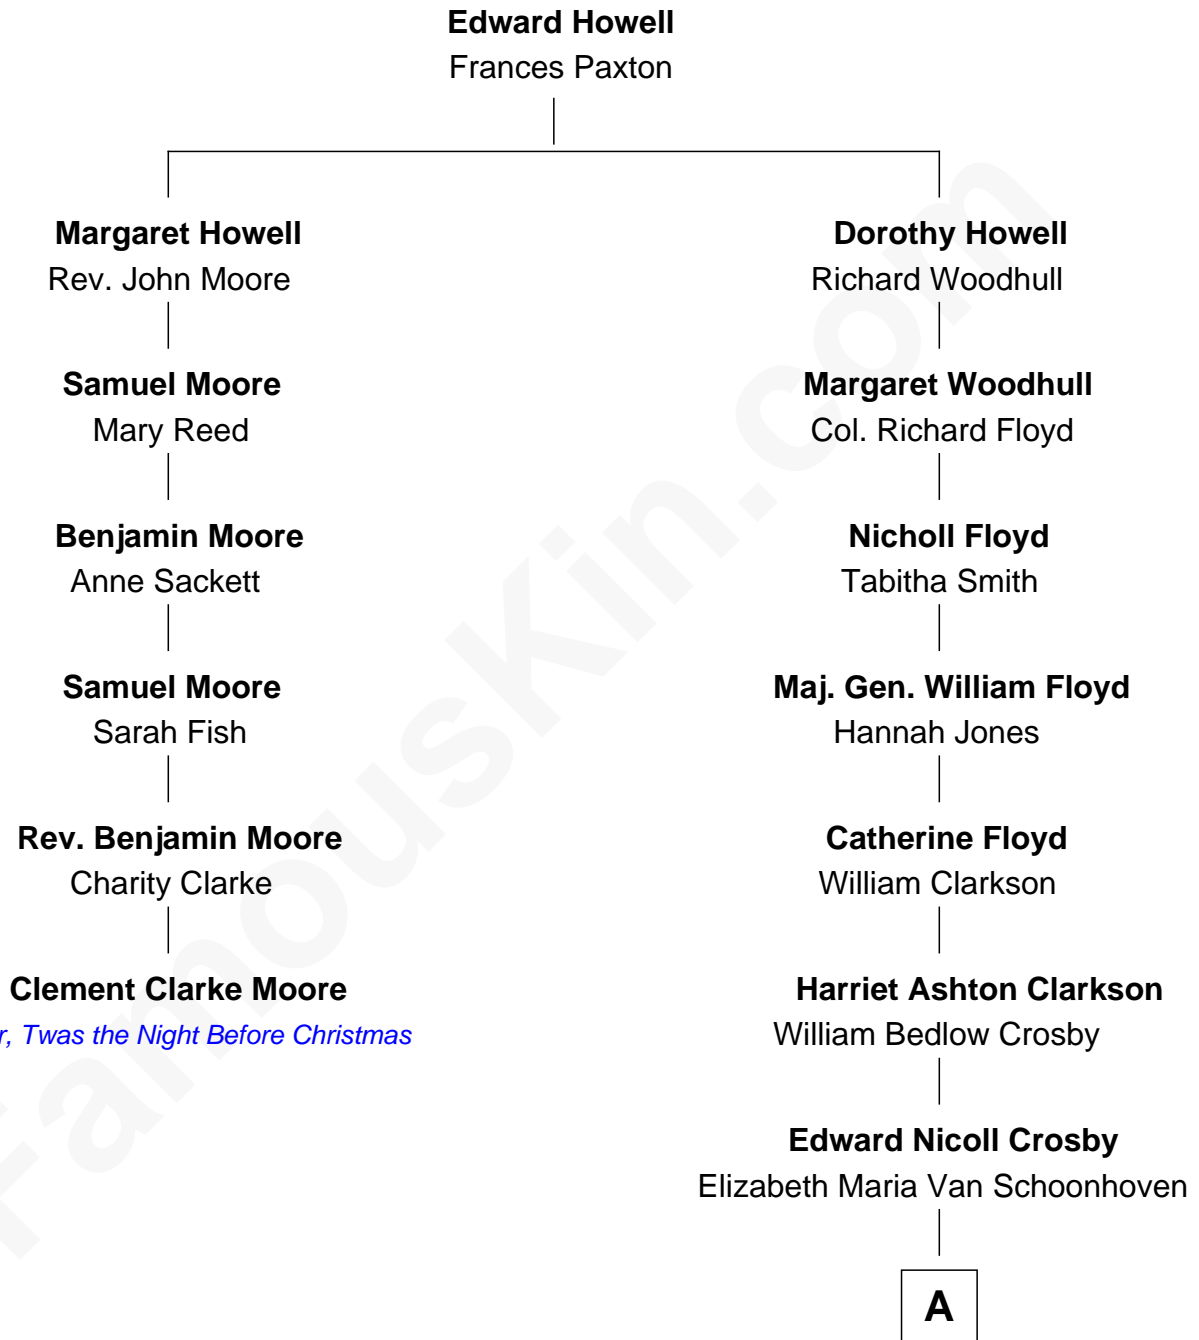 Edward Howell
Frances Paxton
Margaret Howell
Rev. John Moore
Samuel Moore
Mary Reed
Benjamin Moore
Anne Sackett
Samuel Moore
Sarah Fish
Rev. Benjamin Moore
Charity Clarke
Clement Clarke Moore
Twas the Night Before Christmas
Dorothy Howell
Richard Woodhull
Margaret Woodhull
Col. Richard Floyd
Nicholl Floyd
Tabitha Smith
Maj. Gen. William Floyd
Hannah Jones
Catherine Floyd
William Clarkson
Harriet Ashton Clarkson
William Bedlow Crosby
Edward Nicoll Crosby
Elizabeth Maria Van Schoonhoven
A
FamousKin.com